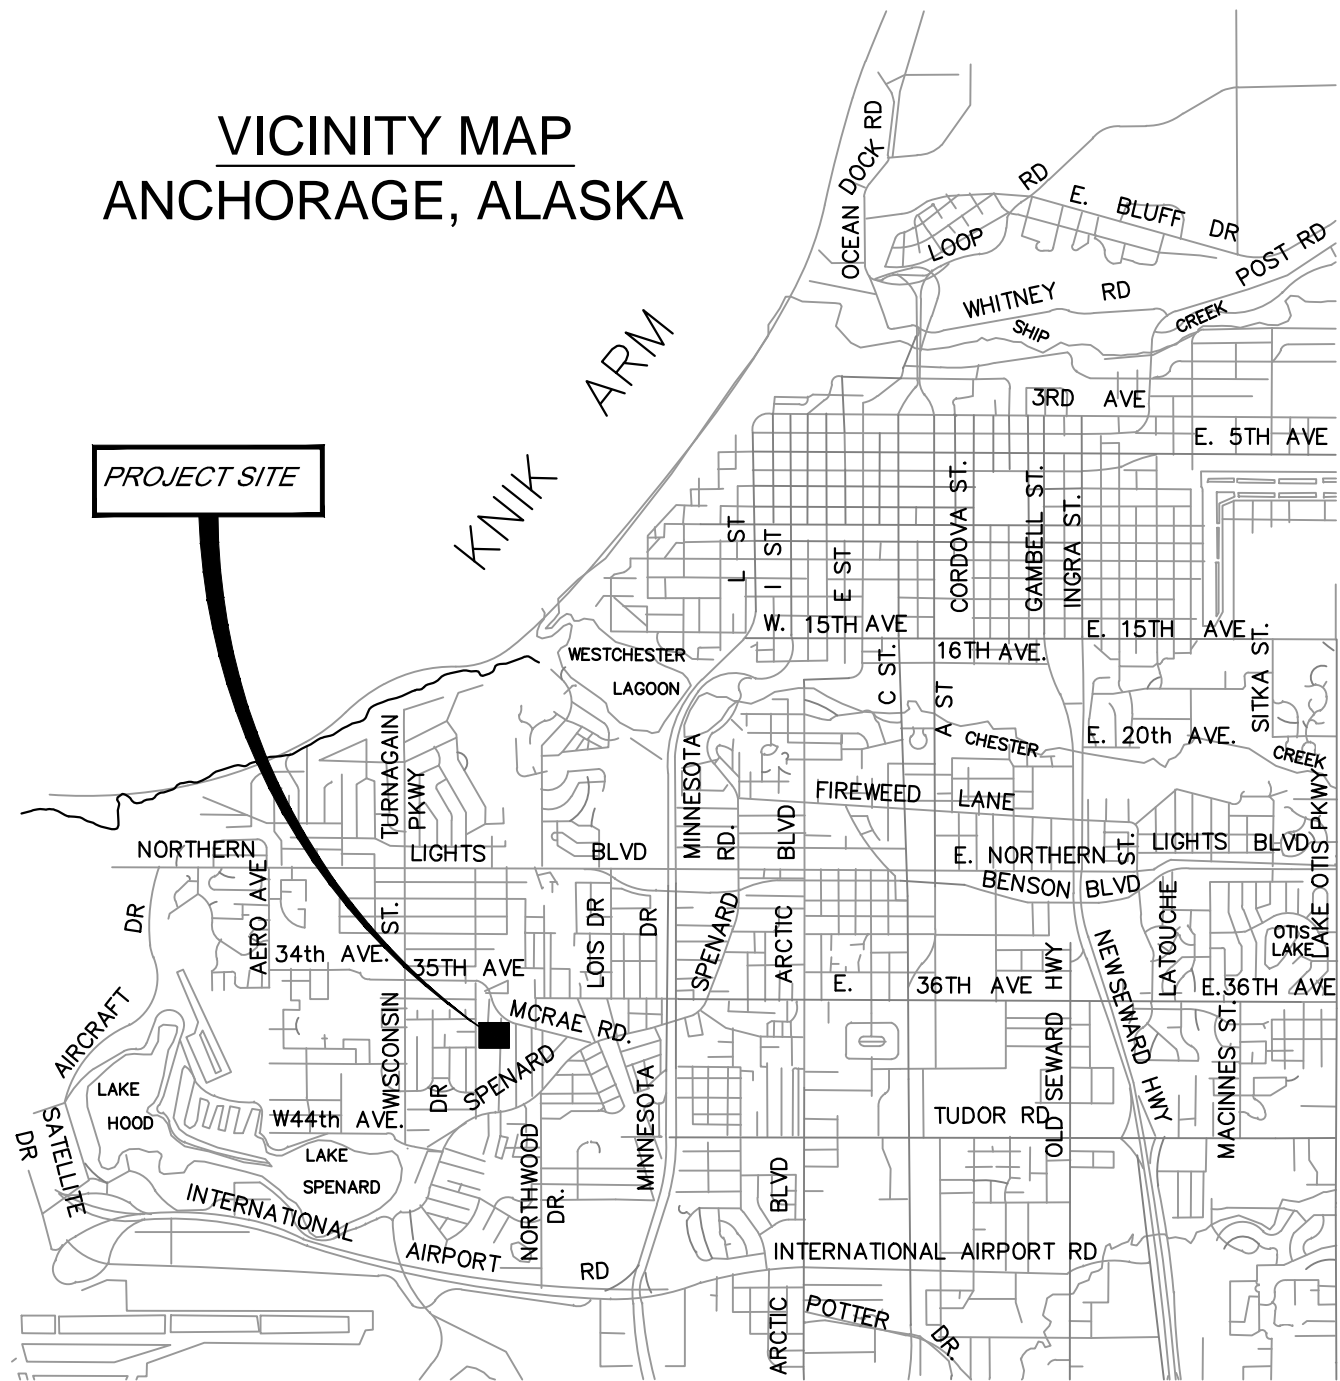 VICINITY MAP
ANCHORAGE, ALASKA
PROJECT SITE
KNIK ARM
OCEAN DOCK RD
LOOP RD
E. BLUFF DR
POST RD
WHITNEY RD
SHIP CREEK
3RD AVE
E. 5TH AVE
L ST
I ST
E ST
CORDOVA ST.
GAMBELL ST.
INGRA ST.
W. 15TH AVE
E. 15TH AVE
16TH AVE.
C ST.
A ST
SITKA ST.
WESTCHESTER
LAGOON
E. 20th AVE.
CHESTER CREEK
TURNAGAIN
PKWY
MINNESOTA
FIREWEED LANE
NORTHERN LIGHTS BLVD
RD.
BLVD
E. NORTHERN LIGHTS BLVD
ST.
BENSON BLVD
LAKE OTIS PKWY
AERO AVE
ST.
LOIS DR
DR
SPENARD
ARCTIC
LATOUCHE
OTIS
LAKE
DR
34th AVE.
35TH AVE
E. 36TH AVE
HWY
NEWSEWARD HWY
E.36TH AVE
AIRCRAFT
WISCONSIN
MCRAE RD.
OLD SEWARD
MACINNES ST.
LAKE
HOOD
DR
SPENARD
W44th AVE.
MINNESOTA
TUDOR RD
SATELLITE
DR
LAKE
SPENARD
NORTHWOOD
DR.
BLVD
INTERNATIONAL AIRPORT RD
INTERNATIONAL AIRPORT RD
ARCTIC
POTTER DR.